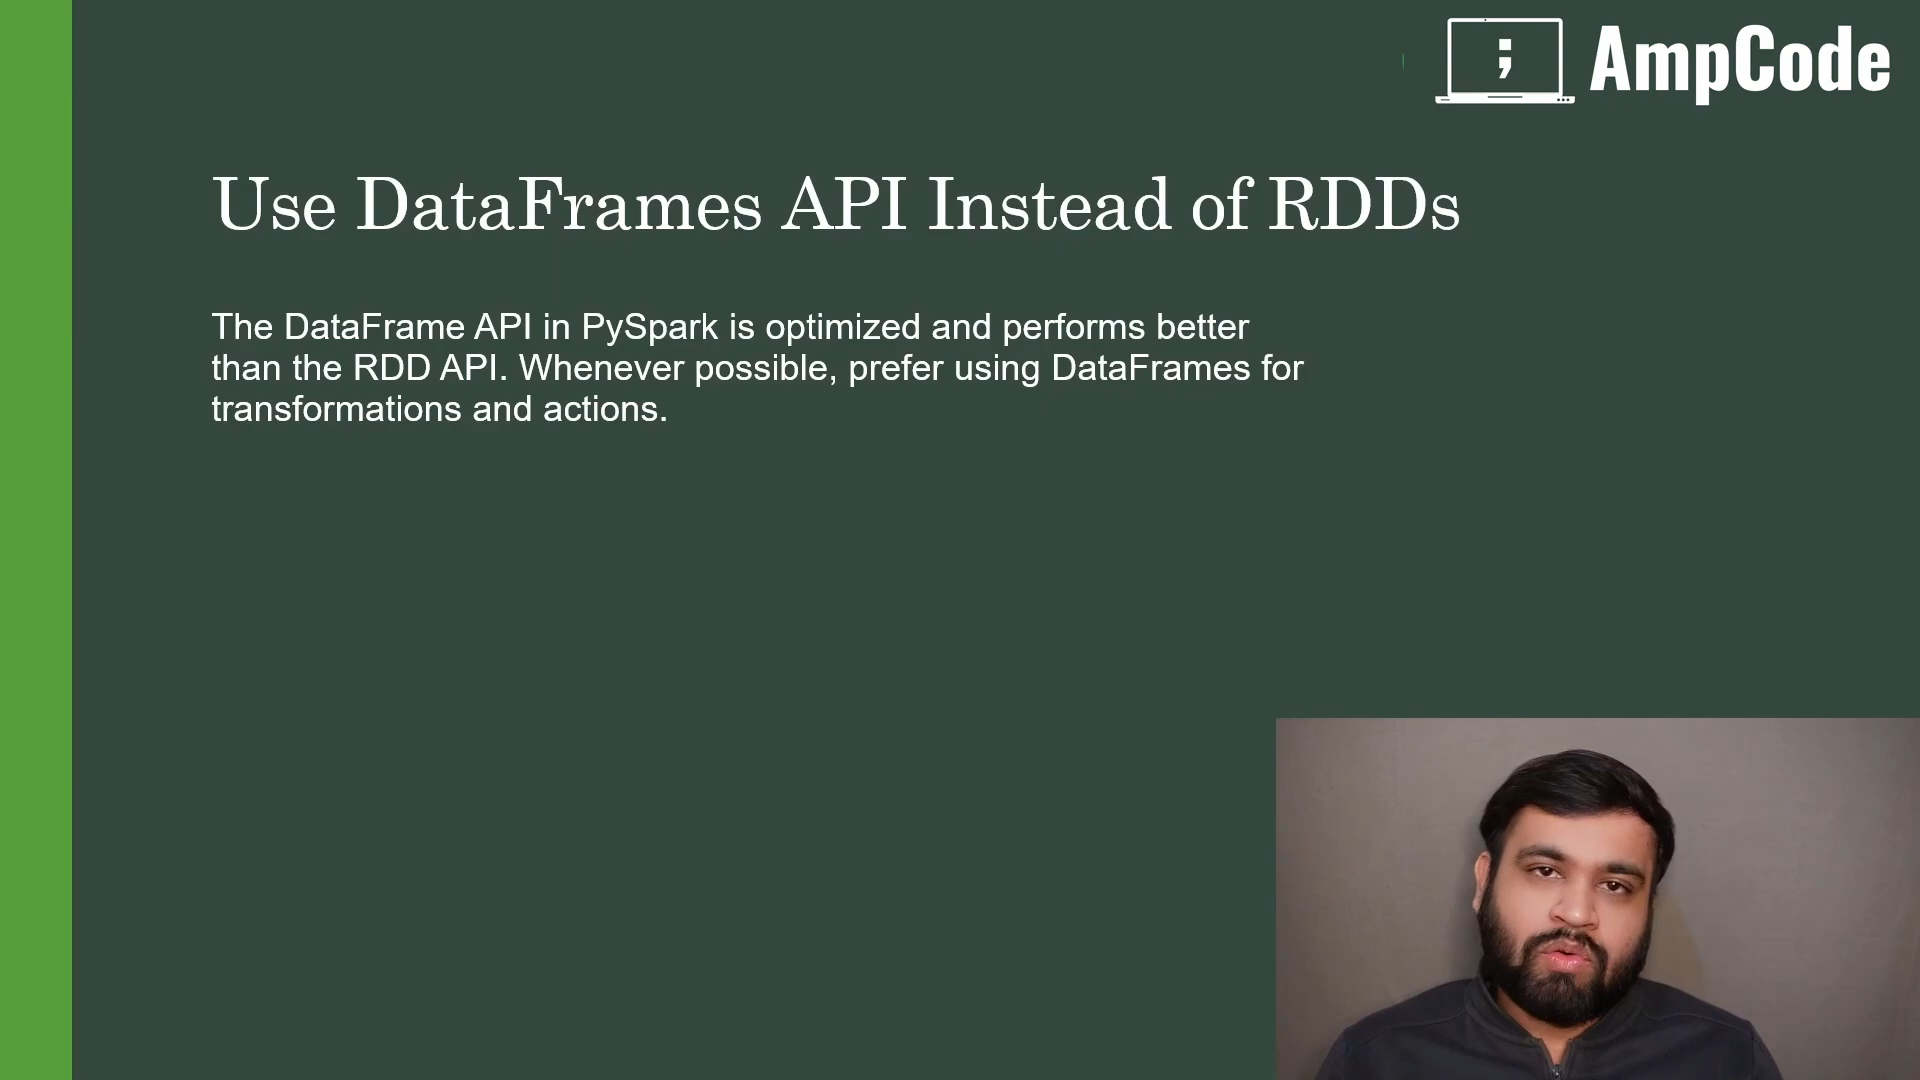 AmpCode
Use DataFrames API Instead of RDDs
The DataFrame API in PySpark is optimized and performs better
than the RDD API. Whenever possible, prefer using DataFrames for
transformations and actions.